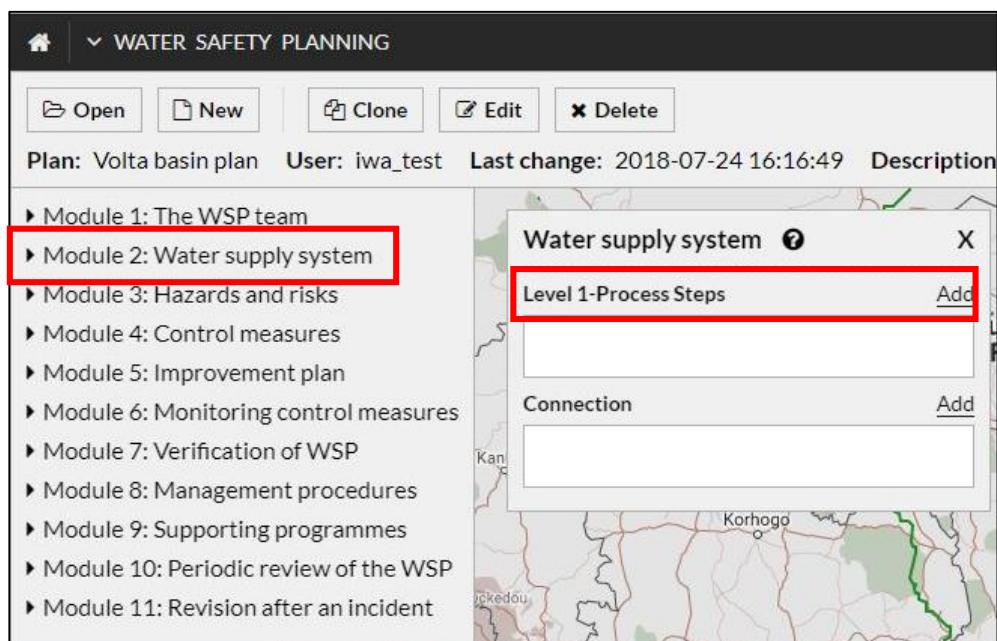 WATER SAFETY PLANNING
Open New Clone Edit Delete
Plan: Volta basin plan User: iwa_test Last change: 2018-07-24 16:16:49 Description
Module 1: The WSP team
Module 2: Water supply system
Module 3: Hazards and risks
Module 4: Control measures
Module 5: Improvement plan
Module 6: Monitoring control measures
Module 7: Verification of WSP
Module 8: Management procedures
Module 9: Supporting programmes
Module 10: Periodic review of the WSP
Module 11: Revision after an incident
Water supply system ? X
Level 1-Process Steps Add
Connection Add
Kan
Korhogo
ckedou